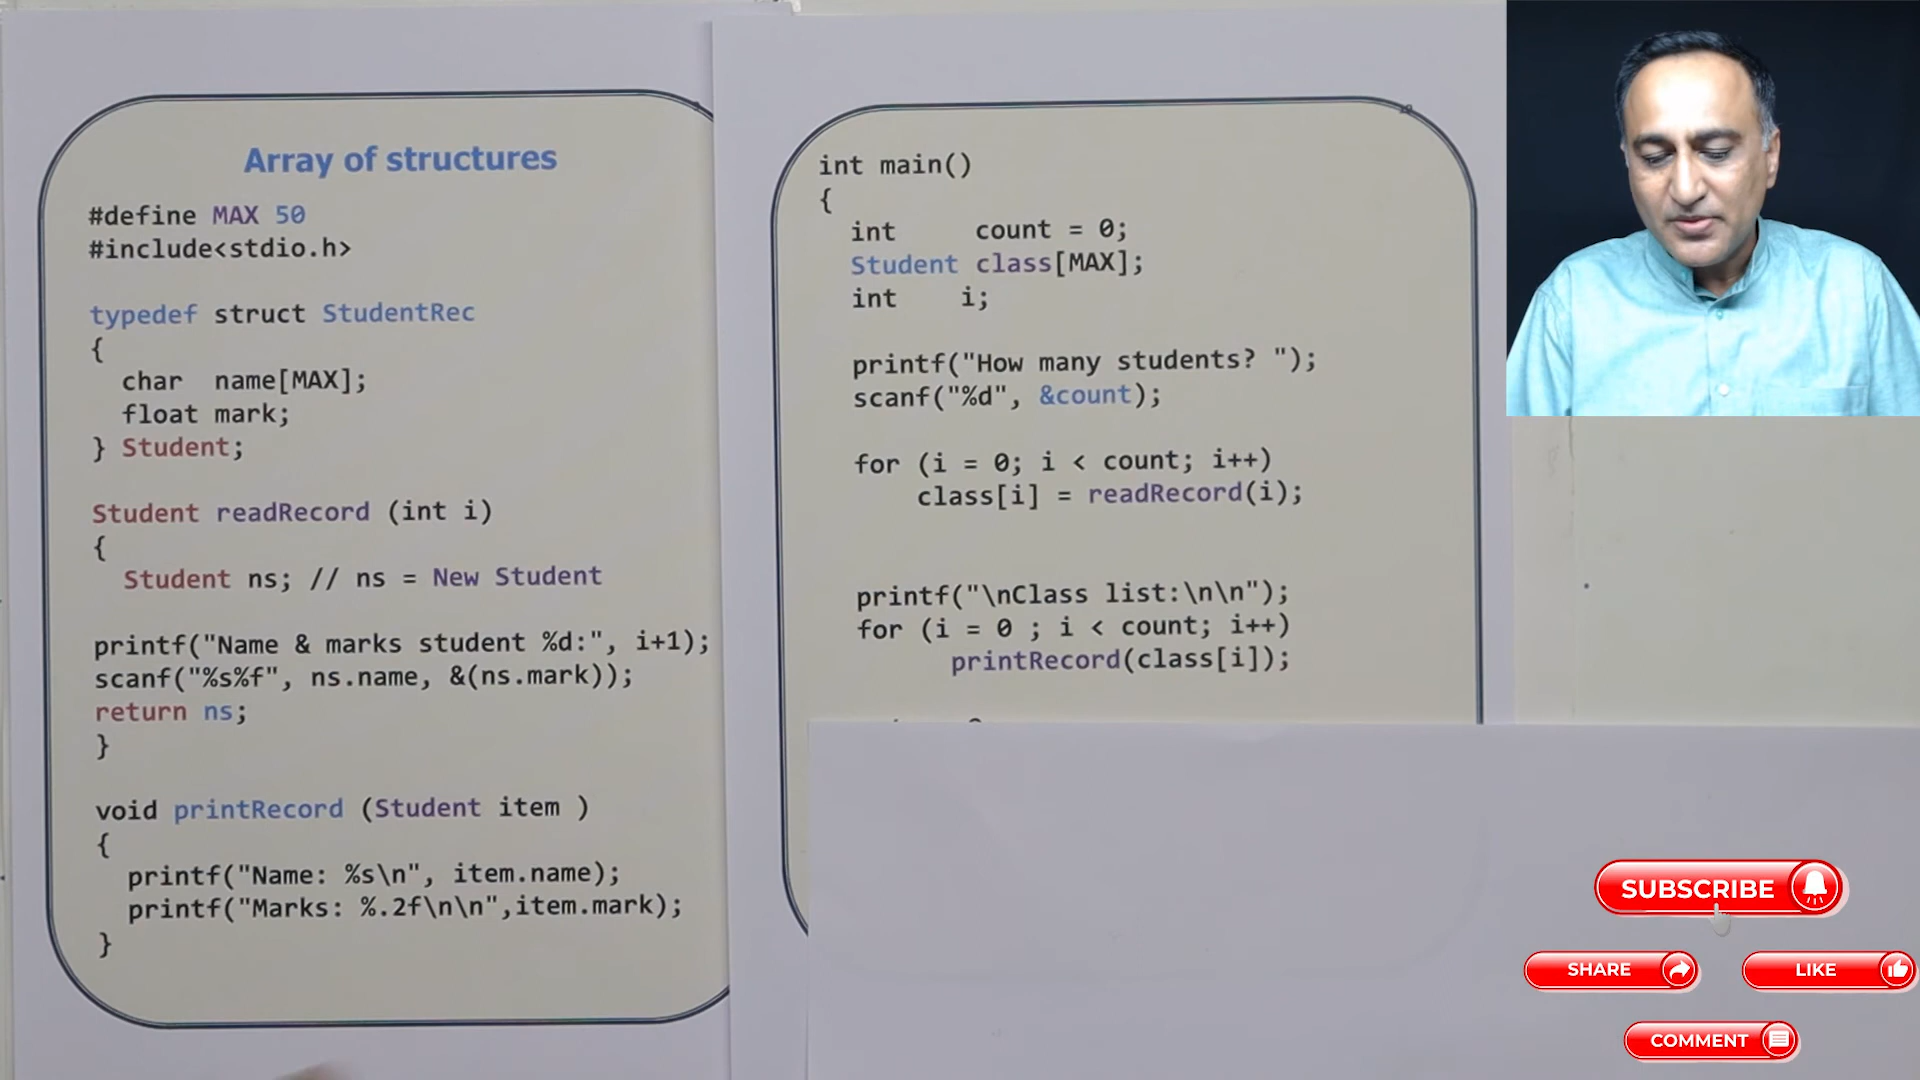 Array of structures
#define MAX 50
#include<stdio.h>
typedef struct StudentRec
{
char name[MAX];
float mark;
} Student;
Student readRecord (int i)
{
Student ns; // ns = New Student
printf("Name & marks student %d:", i+1);
scanf("%s%f", ns.name, &(ns.mark));
return ns;
}
void printRecord (Student item )
{
printf("Name: %s\n", item.name);
printf("Marks: %.2f\n\n",item.mark);
}
int main()
{
int count = 0;
Student class[MAX];
int i;
printf("How many students? ");
scanf("%d", &count);
for (i = 0; i < count; i++)
class[i] = readRecord(i);
printf("\nClass list:\n\n");
for (i = 0 ; i < count; i++)
printRecord(class[i]);
SUBSCRIBE
SHARE
LIKE
COMMENT